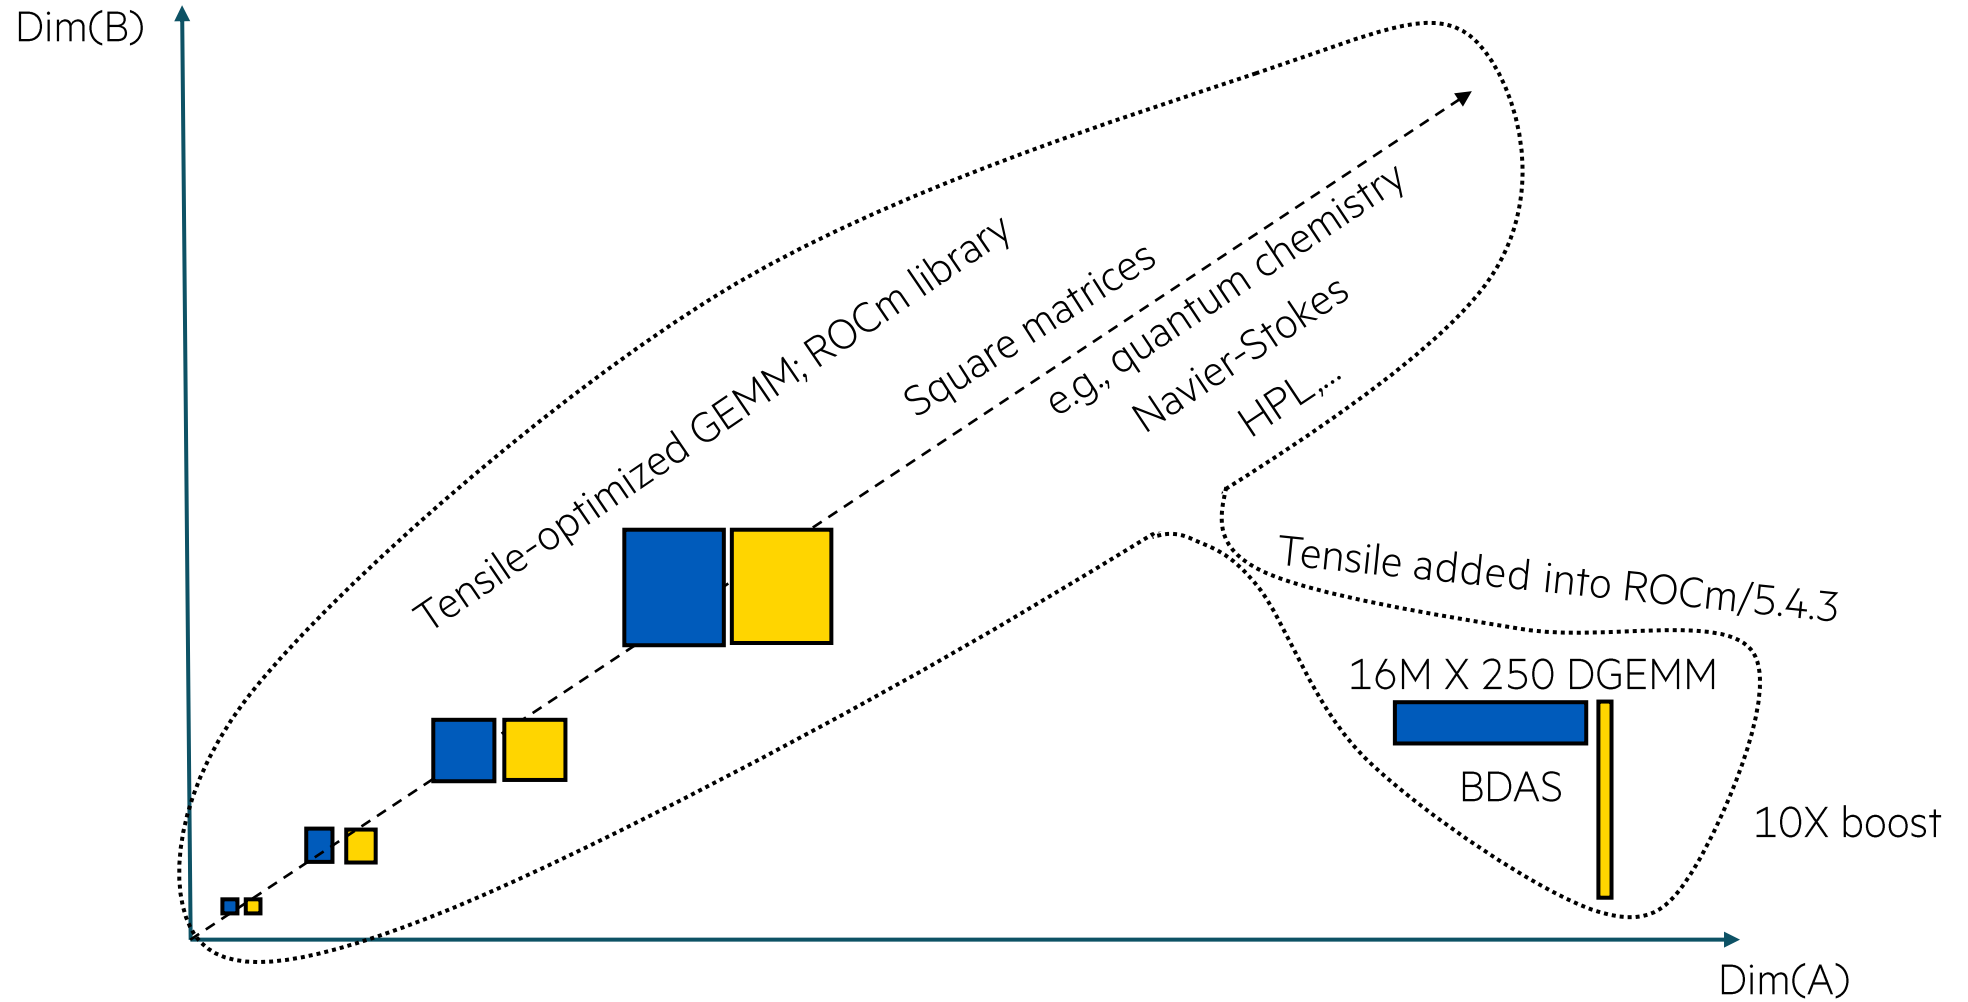 Dim(B)
Tensile-optimized GEMM; ROCm library
Square matrices
e.g., quantum chemistry
Navier-Stokes
HPL,...
Tensile added into ROCm/5.4.3
16M X 250 DGEMM
BDAS
10X boost
Dim(A)